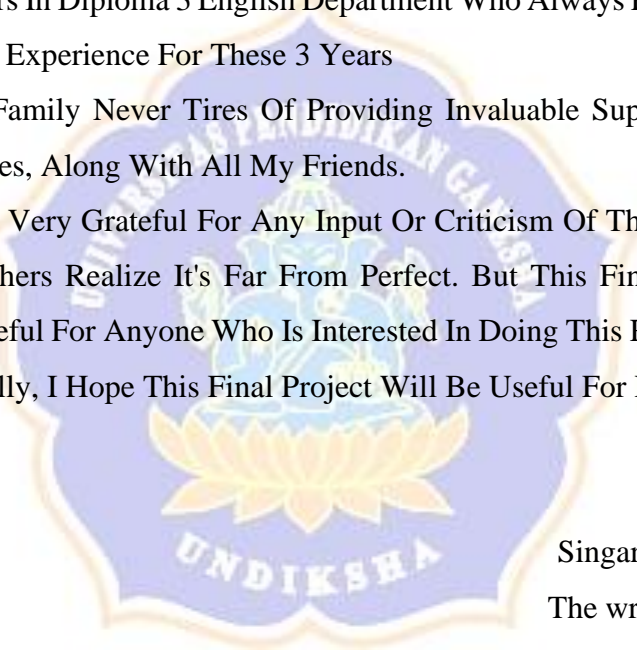 rs In Diploma 3 English Department Who Always
Experience For These 3 Years
Family Never Tires Of Providing Invaluable Sup
es, Along With All My Friends.
Very Grateful For Any Input Or Criticism Of Th
hers Realize It's Far From Perfect. But This Fin
eful For Anyone Who Is Interested In Doing This
lly, I Hope This Final Project Will Be Useful For
UNIVERSITAS PENDIDIKAN GANESHA
UNDIKSHA
Singar
The wr